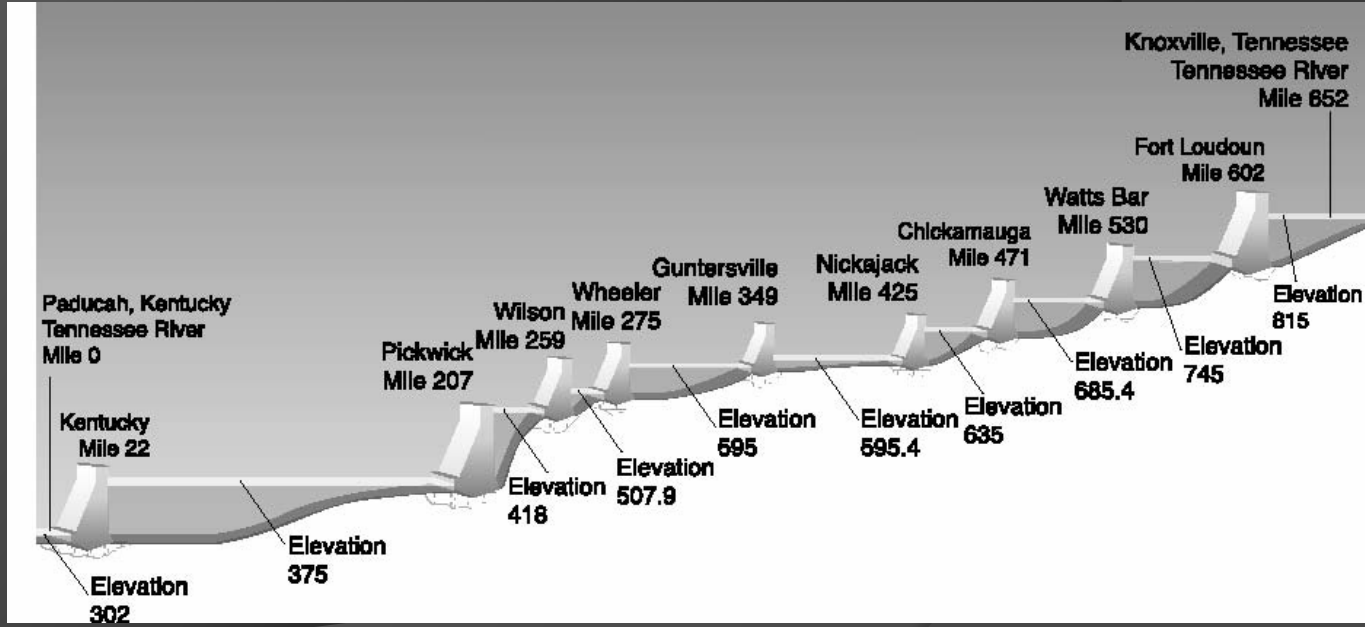 Knoxville, Tennessee
Tennessee River
Mile 652
Fort Loudoun
Mile 602
Watts Bar
Mile 530
Chickamauga
Mile 471
Nickajack
Mile 425
Guntersville
Mile 349
Wheeler
Mile 275
Wilson
Mile 259
Pickwick
Mile 207
Paducah, Kentucky
Tennessee River
Mile 0
Kentucky
Mile 22
Elevation
815
Elevation
745
Elevation
685.4
Elevation
635
Elevation
595.4
Elevation
595
Elevation
507.9
Elevation
418
Elevation
375
Elevation
302